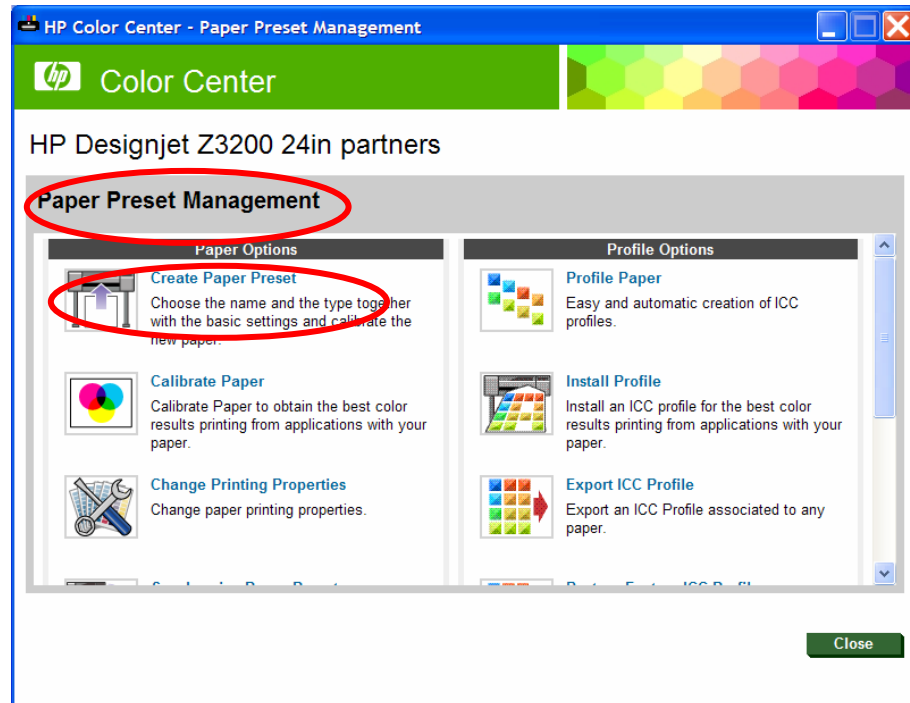 HP Color Center - Paper Preset Management
hp Color Center
HP Designjet Z3200 24in partners
Paper Preset Management
Paper Options
Create Paper Preset
Choose the name and the type together
with the basic settings and calibrate the
new paper.
Calibrate Paper
Calibrate Paper to obtain the best color
results printing from applications with your
paper.
Change Printing Properties
Change paper printing properties.
Profile Options
Profile Paper
Easy and automatic creation of ICC
profiles.
Install Profile
Install an ICC profile for the best color
results printing from applications with your
paper.
Export ICC Profile
Export an ICC Profile associated to any
paper.
Close